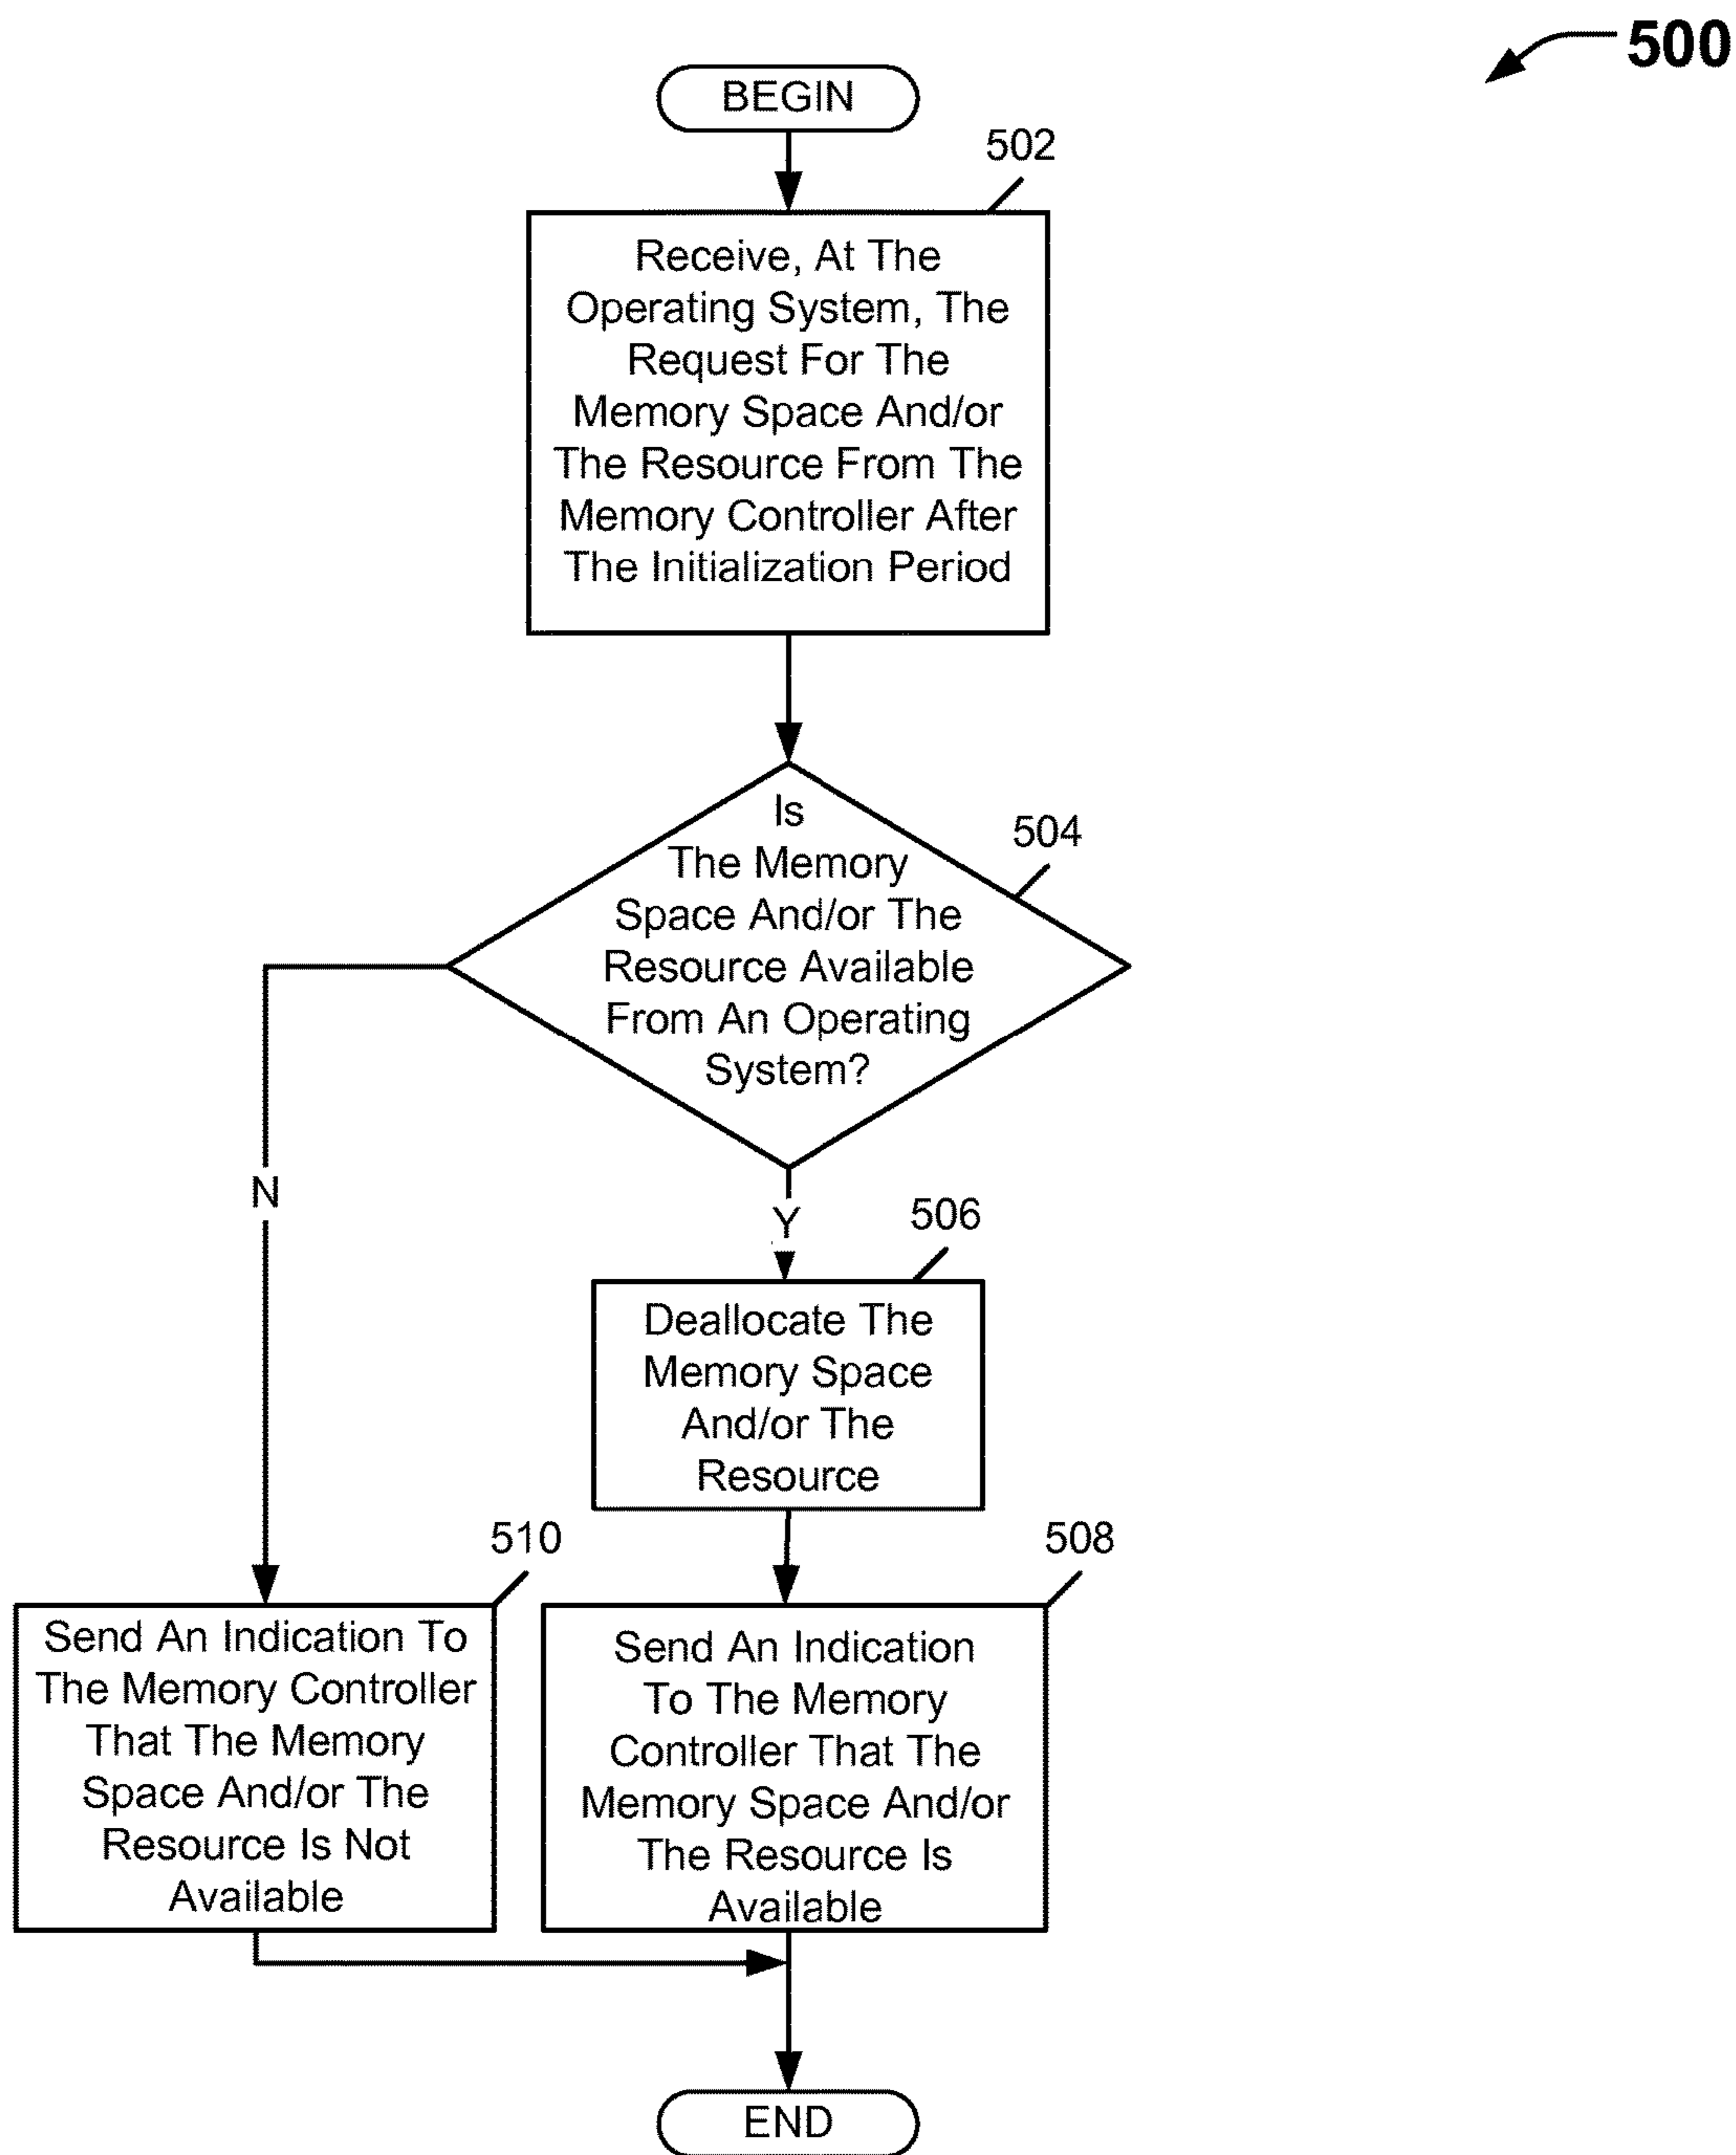 500
BEGIN
502
Receive, At The
Operating System, The
Request For The
Memory Space And/or
The Resource From The
Memory Controller After
The Initialization Period
504
Is
The Memory
Space And/or The
Resource Available
From An Operating
System?
N
Y
506
Deallocate The
Memory Space
And/or The
Resource
510
Send An Indication To
The Memory Controller
That The Memory
Space And/or The
Resource Is Not
Available
508
Send An Indication
To The Memory
Controller That The
Memory Space And/or
The Resource Is
Available
END